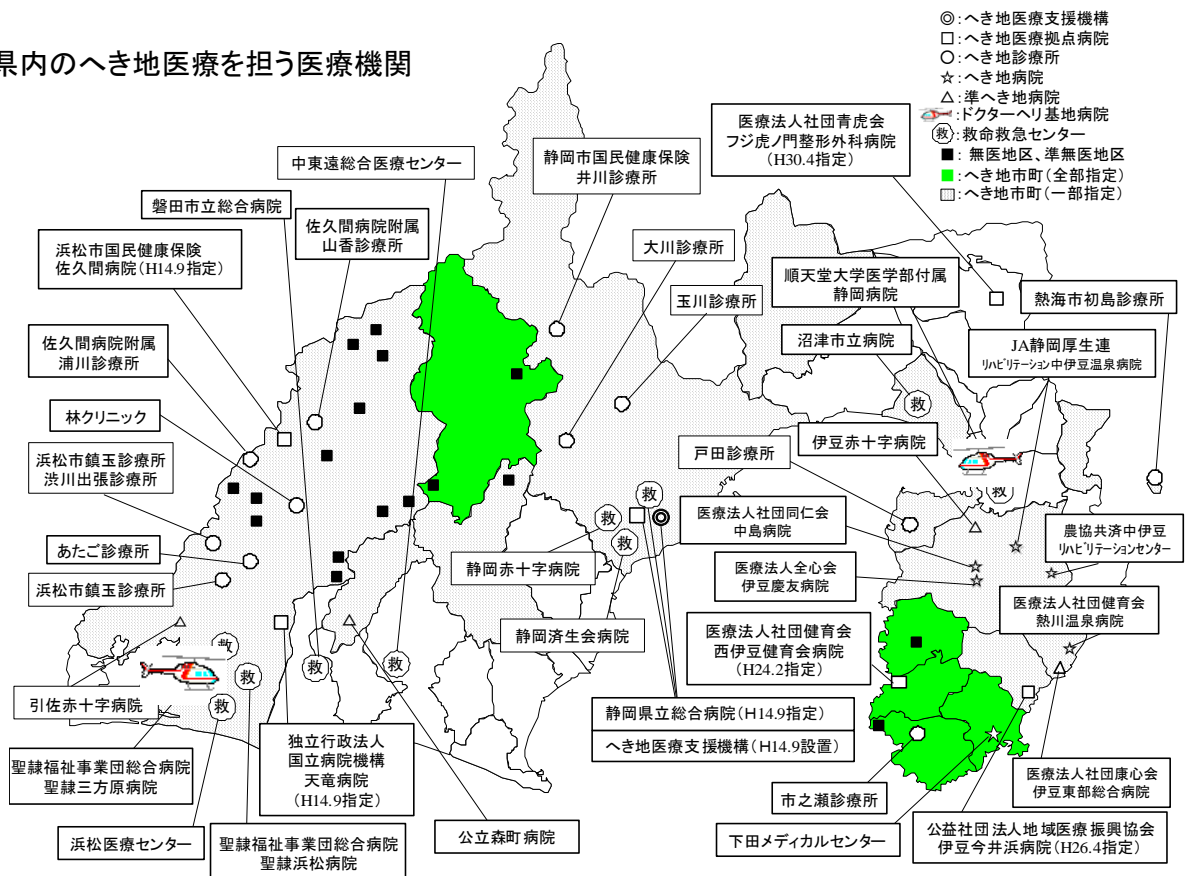 県内のへき地医療を担う医療機関
◎：へき地医療支援機構
□：へき地医療拠点病院
○：へき地診療所
☆：へき地病院
△：準へき地病院
：ドクターヘリ基地病院
救：救命救急センター
■：無医地区、準無医地区
■：へき地市町（全部指定）
：へき地市町（一部指定）
医療法人社団青虎会
フジ虎ノ門整形外科病院
（H30.4指定）
中東遠総合医療センター
静岡市国民健康保険
井川診療所
磐田市立総合病院
佐久間病院附属
山香診療所
浜松市国民健康保険
佐久間病院（H14.9指定）
大川診療所
玉川診療所
順天堂大学医学部付属
静岡病院
熱海市初島診療所
沼津市立病院
JA静岡厚生連
リハビリテーション中伊豆温泉病院
佐久間病院附属
浦川診療所
林クリニック
救
伊豆赤十字病院
戸田診療所
浜松市鎮玉診療所
渋川出張診療所
救
救
救
救
医療法人社団同仁会
中島病院
農協共済中伊豆
リハビリテーションセンター
あたご診療所
静岡赤十字病院
医療法人全心会
伊豆慶友病院
浜松市鎮玉診療所
医療法人社団健育会
熱川温泉病院
静岡済生会病院
医療法人社団健育会
西伊豆健育会病院
（H24.2指定）
救
救
救
救
救
引佐赤十字病院
静岡県立総合病院（H14.9指定）
へき地医療支援機構（H14.9設置）
独立行政法人
国立病院機構
天竜病院
（H14.9指定）
聖隷福祉事業団総合病院
聖隷三方原病院
市之瀬診療所
医療法人社団康心会
伊豆東部総合病院
浜松医療センター
聖隷福祉事業団総合病院
聖隷浜松病院
公立森町病院
下田メディカルセンター
公益社団法人地域医療振興協会
伊豆今井浜病院（H26.4指定）